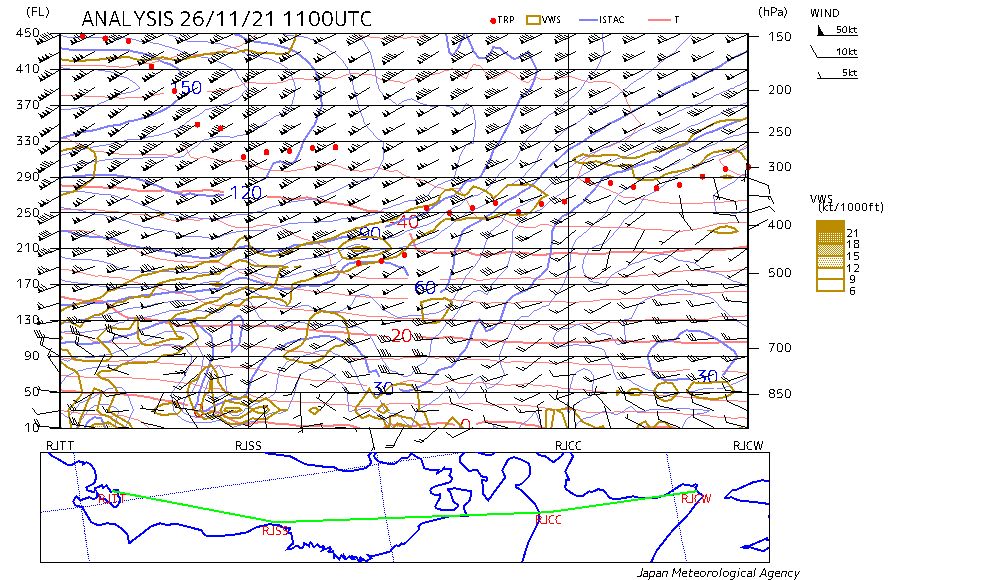 (FL) ANALYSIS 26/11/21 1100UTC TRP VWS ISTAC T (hPa) WIND
450 150 50kt
410 10kt
150 200 5kt
370
330 250
290 300
120
250 VWS
40 400 (kt/1000ft)
210 90 21
18
500 15
170 60 12
9
130 6
20 700
90
30 30
50 850
0
10 0
RJTT RJSS RJCC RJCW
RJTT RJCW
RJSS RJCC
Japan Meteorological Agency